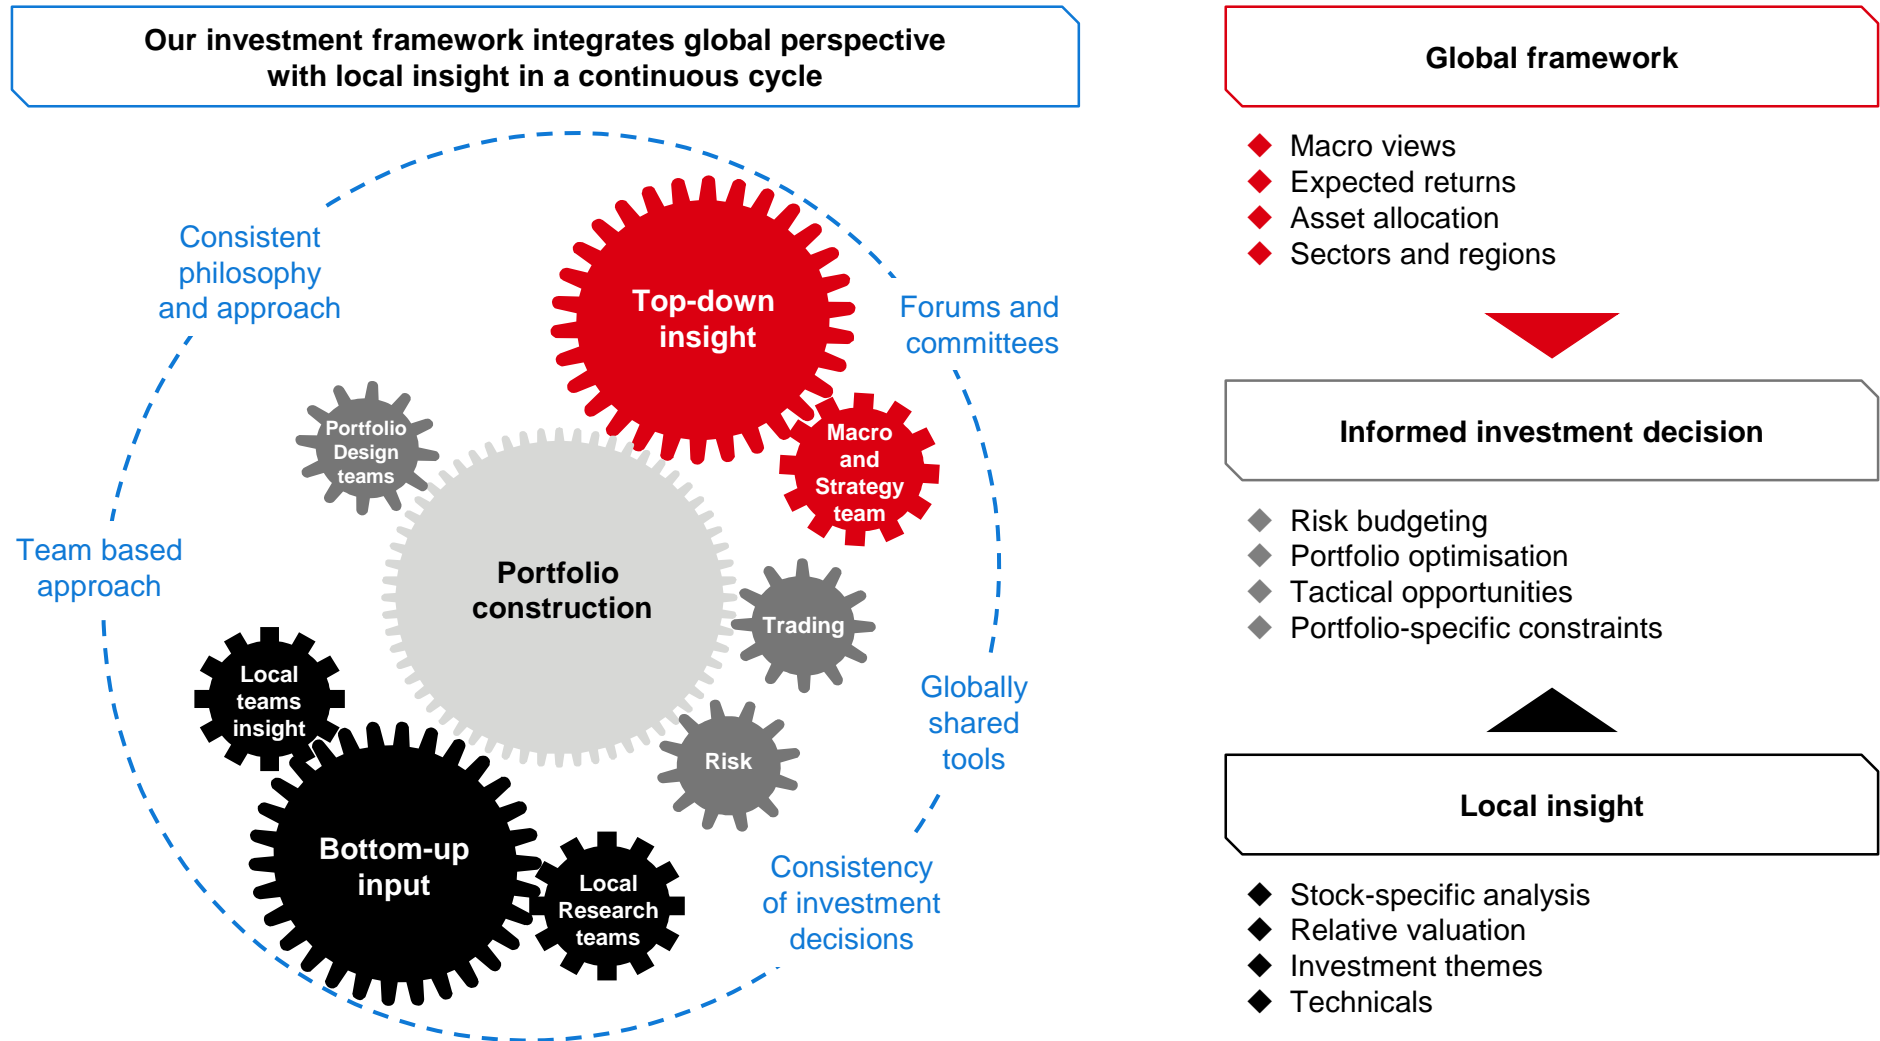 Our investment framework integrates global perspective
with local insight in a continuous cycle
Consistent
philosophy
and approach
Top-down
insight
Forums and
committees
Portfolio
Design
teams
Macro
and
Strategy
team
Team based
approach
Portfolio
construction
Trading
Local
teams
insight
Globally
shared
tools
Risk
Bottom-up
input
Local
Research
teams
Consistency
of investment
decisions
Global framework
Macro views
Expected returns
Asset allocation
Sectors and regions
Informed investment decision
Risk budgeting
Portfolio optimisation
Tactical opportunities
Portfolio-specific constraints
Local insight
Stock-specific analysis
Relative valuation
Investment themes
Technicals